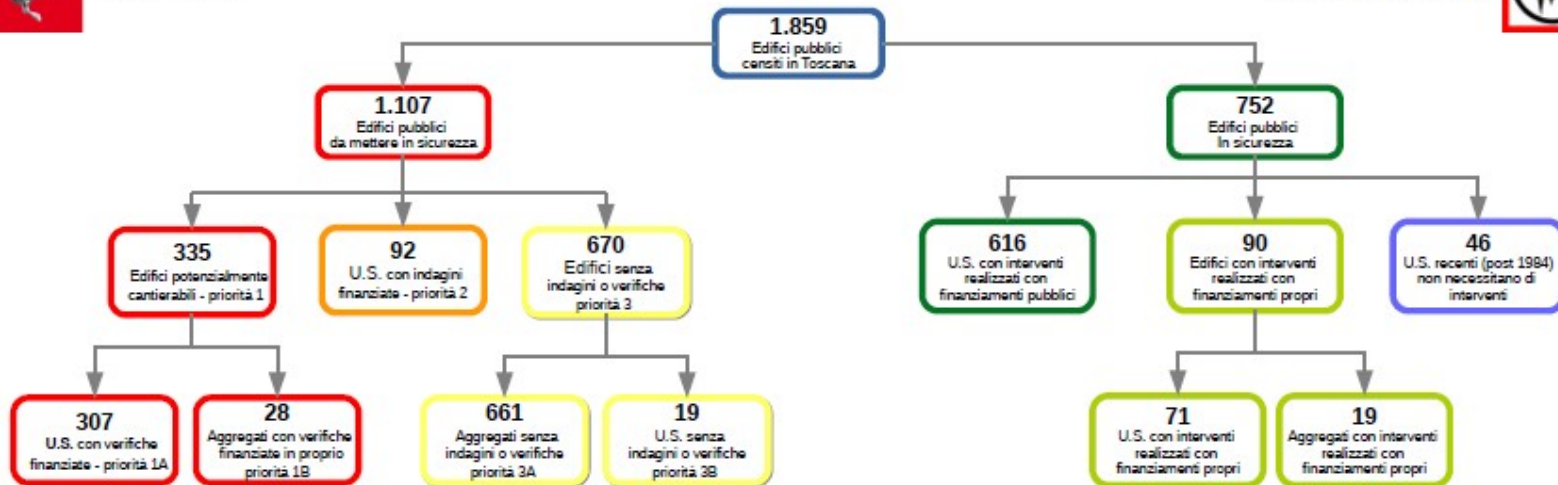 1.859
Edifici pubblici
censiti in Toscana
1.107
Edifici pubblici
da mettere in sicurezza
752
Edifici pubblici
In sicurezza
335
Edifici potenzialmente
cantierabili - priorità 1
92
U.S. con indagini
finanziate - priorità 2
670
Edifici senza
indagini o verifiche
priorità 3
616
U.S. con interventi
realizzati con
finanziamenti pubblici
90
Edifici con interventi
realizzati con
finanziamenti propri
46
U.S. recenti (post 1984)
non necessitano di
interventi
307
U.S. con verifiche
finanziate - priorità 1A
28
Aggregati con verifiche
finanziate in proprio
priorità 1B
661
Aggregati senza
indagini o verifiche
priorità 3A
19
U.S. senza
indagini o verifiche
priorità 3B
71
U.S. con interventi
realizzati con
finanziamenti propri
19
Aggregati con interventi
realizzati con
finanziamenti propri